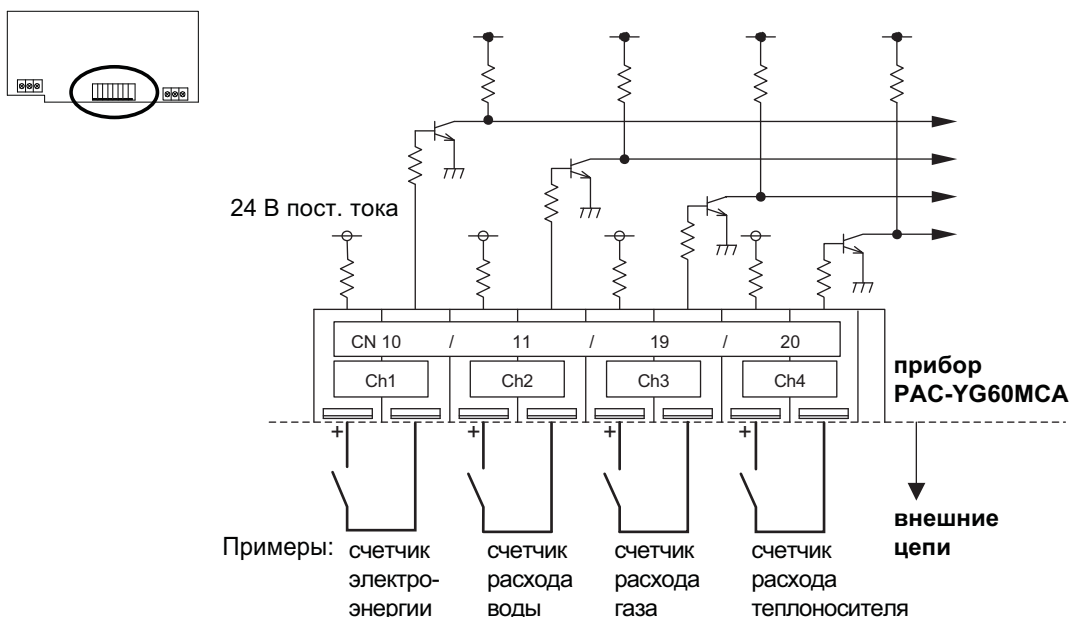 24 В пост. тока
CN 10 / 11 / 19 / 20
Ch1 Ch2 Ch3 Ch4
прибор
PAC-YG60MCA
+ + + +
внешние
цепи
Примеры:
счетчик
электро-
энергии
счетчик
расхода
воды
счетчик
расхода
газа
счетчик
расхода
теплоносителя